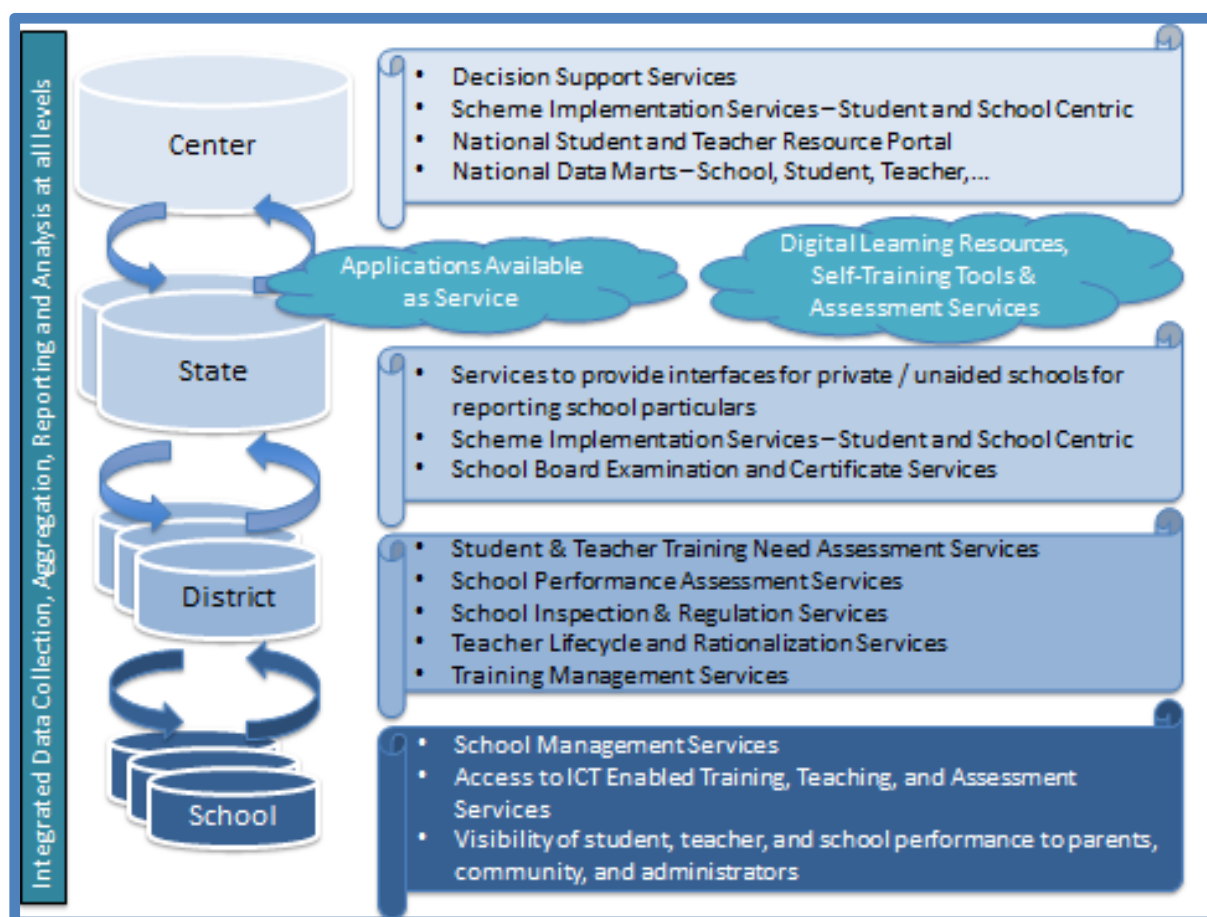 Integrated Data Collection, Aggregation, Reporting and Analysis at all levels
Center
• Decision Support Services
• Scheme Implementation Services – Student and School Centric
• National Student and Teacher Resource Portal
• National Data Marts – School, Student, Teacher,...
Applications Available
as Service
Digital Learning Resources,
Self-Training Tools &
Assessment Services
State
• Services to provide interfaces for private / unaided schools for
reporting school particulars
• Scheme Implementation Services – Student and School Centric
• School Board Examination and Certificate Services
District
• Student & Teacher Training Need Assessment Services
• School Performance Assessment Services
• School Inspection & Regulation Services
• Teacher Lifecycle and Rationalization Services
• Training Management Services
School
• School Management Services
• Access to ICT Enabled Training, Teaching, and Assessment
Services
• Visibility of student, teacher, and school performance to parents,
community, and administrators